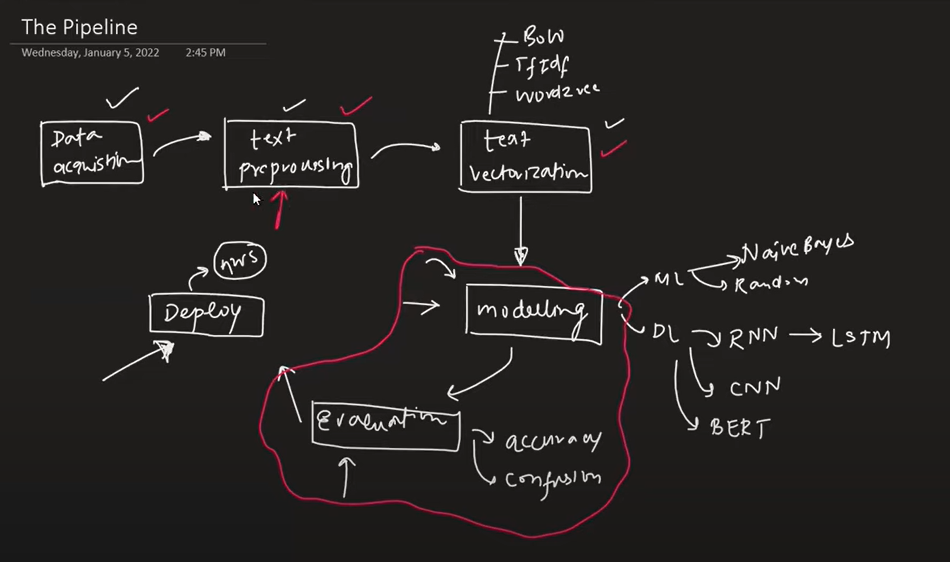 The Pipeline
Wednesday, January 5, 2022 2:45 PM
BOW
TfIdf
Word2vec
Data
acquisition
text
preprocessing
text
vectorization
aws
Deploy
modelling
ML
Naive Bayes
Random
DL
RNN
LSTM
CNN
BERT
Evaluation
accuracy
confusion